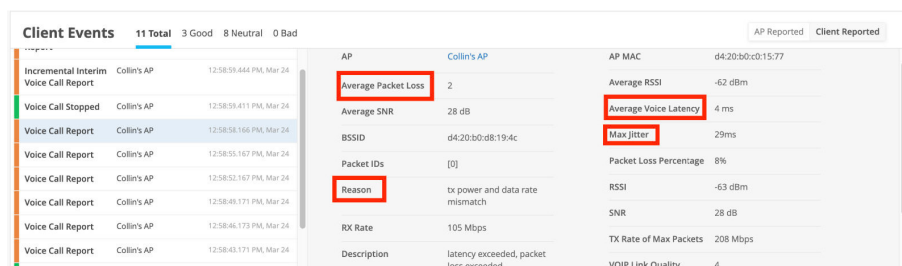 Client Events 11 Total 3 Good 8 Neutral 0 Bad AP Reported Client Reported
Report
Incremental Interim Collin's AP 12:58:59.444 PM, Mar 24
Voice Call Report
Voice Call Stopped Collin's AP 12:58:59.411 PM, Mar 24
Voice Call Report Collin's AP 12:58:58.166 PM, Mar 24
Voice Call Report Collin's AP 12:58:55.167 PM, Mar 24
Voice Call Report Collin's AP 12:58:52.167 PM, Mar 24
Voice Call Report Collin's AP 12:58:49.171 PM, Mar 24
Voice Call Report Collin's AP 12:58:46.173 PM, Mar 24
Voice Call Report Collin's AP 12:58:43.171 PM, Mar 24
AP Collin's AP
Average Packet Loss 2
Average SNR 28 dB
BSSID d4:20:b0:d8:19:4c
Packet IDs [0]
Reason tx power and data rate
mismatch
RX Rate 105 Mbps
Description latency exceeded, packet
loss exceeded
AP MAC d4:20:b0:c0:15:77
Average RSSI -62 dBm
Average Voice Latency 4 ms
Max Jitter 29ms
Packet Loss Percentage 8%
RSSI -63 dBm
SNR 28 dB
TX Rate of Max Packets 208 Mbps
VOIP Link Quality 4